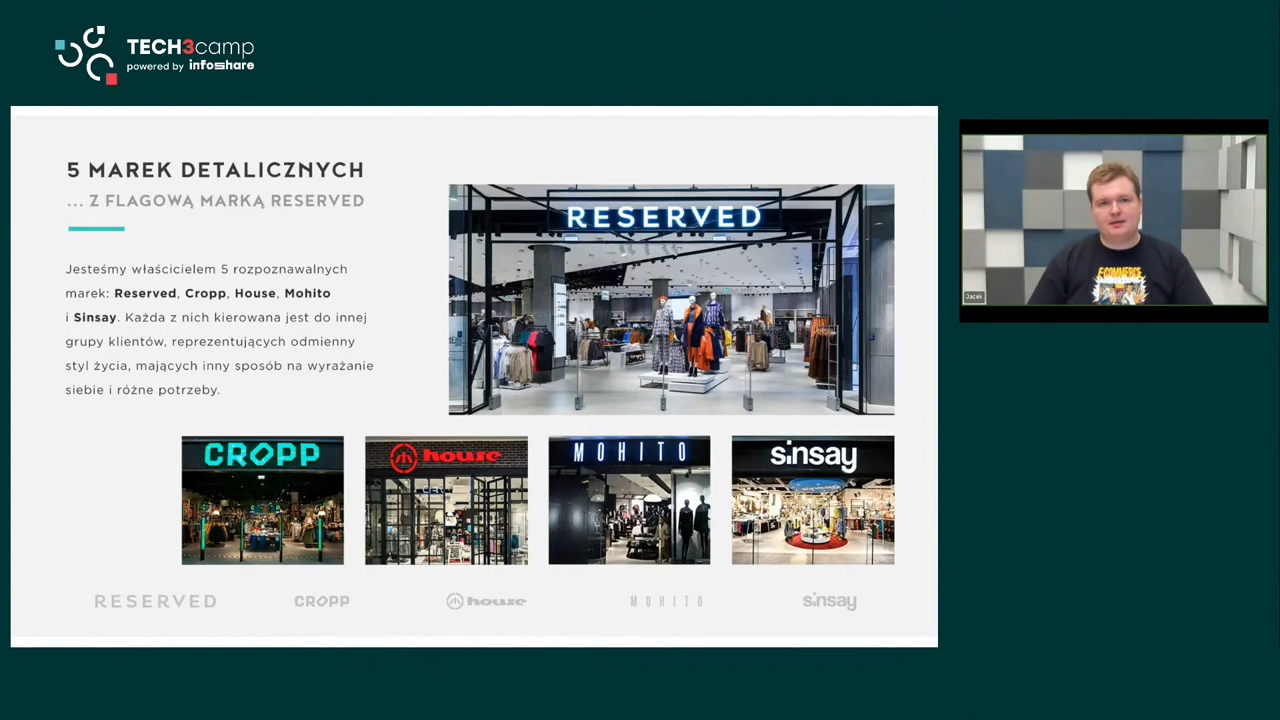 TECH3camp
powered by infoshare
5 MAREK DETALICZNYCH
... Z FLAGOWĄ MARKĄ RESERVED
Jesteśmy właścicielem 5 rozpoznawalnych
marek: Reserved, Cropp, House, Mohito
i Sinsay. Każda z nich kierowana jest do innej
grupy klientów, reprezentujących odmienny
styl życia, mających inny sposób na wyrażanie
siebie i różne potrzeby.
RESERVED
CROPP
house
MOHITO
sinsay
RESERVED
CROPP
house
MOHITO
sinsay
ECOMMERCE
Jacek